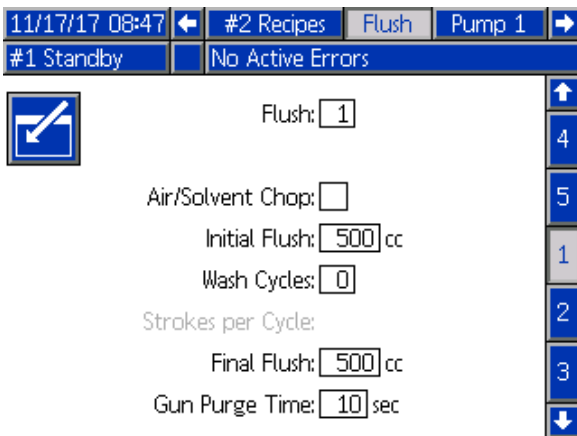 11/17/17 08:47 #2 Recipes Flush Pump 1
#1 Standby No Active Errors
Flush: 1
4
Air/Solvent Chop:
5
Initial Flush: 500 cc
1
Wash Cycles: 0
Strokes per Cycle:
2
Final Flush: 500 cc
3
Gun Purge Time: 10 sec